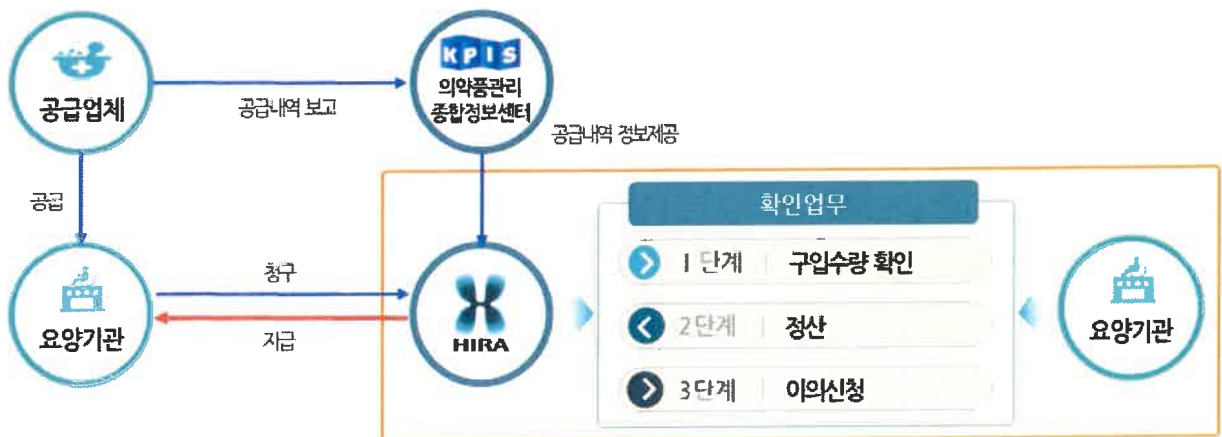 KPIS
공급업체
의약품관리
종합정보센터
공급내역 보고
공급내역 정보제공
공급
확인업무
1 단계 구입수량 확인
청구
2단계 정산
요양기관
지급
HIRA
요양기관
3단계 이의신청